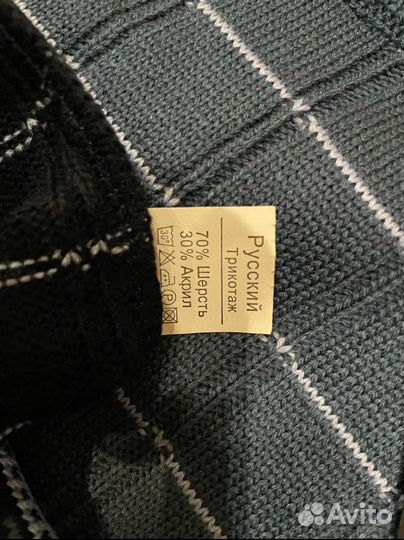 Русский
Трикотаж
70% Шерсть
30% Акрил
30°
P
Avito